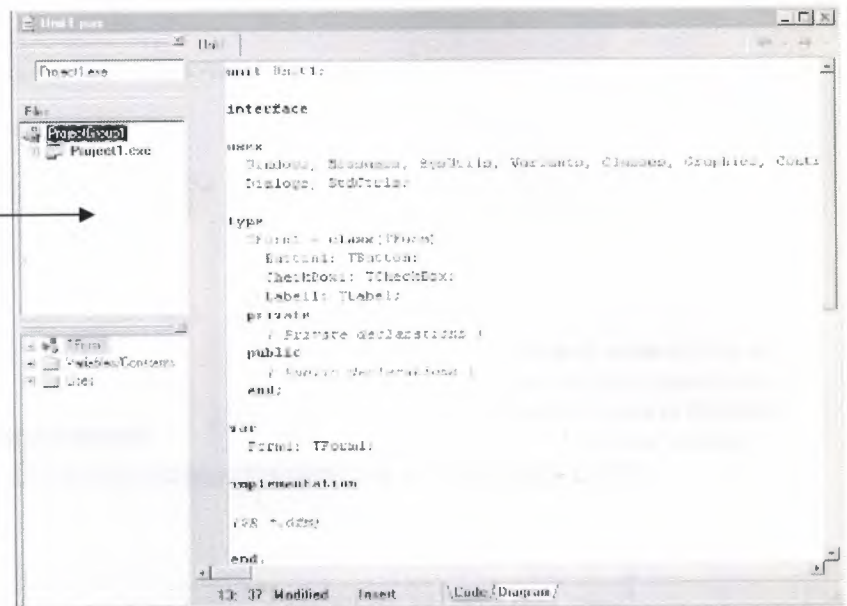 Unit1.pas
Unit1
Project1.exe
Files
ProjectGroup1
Project1.exe
TForm1
Variables/Constants
Uses
unit Unit1;
interface
uses
Windows, Messages, SysUtils, Variants, Classes, Graphics, Contr
Dialogs, StdCtrls;
type
TForm1 = class(TForm)
Button1: TButton;
CheckBox1: TCheckBox;
Label1: TLabel;
private
{ Private declarations }
public
{ Public declarations }
end;
var
Form1: TForm1;
implementation
{$R *.dfm}
end.
13: 37 Modified Insert \Code/Diagram/